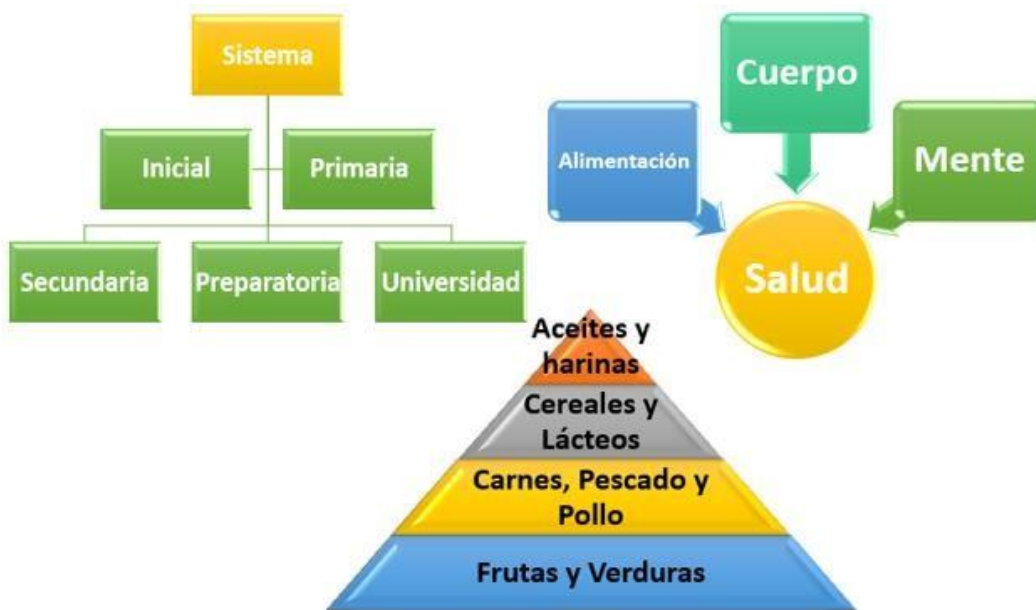 Sistema
Inicial
Primaria
Secundaria
Preparatoria
Universidad
Cuerpo
Alimentación
Mente
Salud
Aceites y
harinas
Cereales y
Lácteos
Carnes, Pescado y
Pollo
Frutas y Verduras